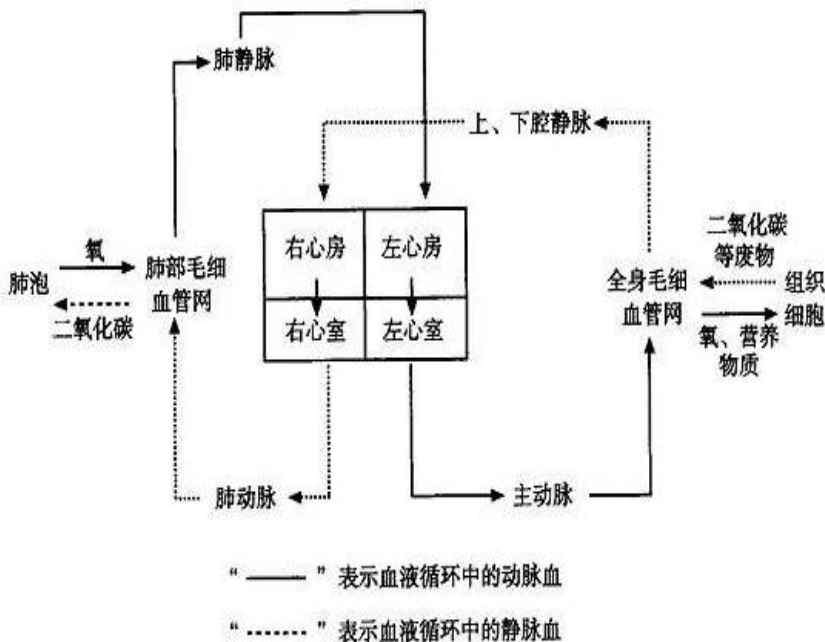 肺静脉
上、下腔静脉
右心房
左心房
二氧化碳
等废物
氧
肺泡
肺部毛细
血管网
二氧化碳
全身毛细
血管网
组织
细胞
氧、营养
物质
右心室
左心室
肺动脉
主动脉
“——”表示血液循环中的动脉血
“-------”表示血液循环中的静脉血